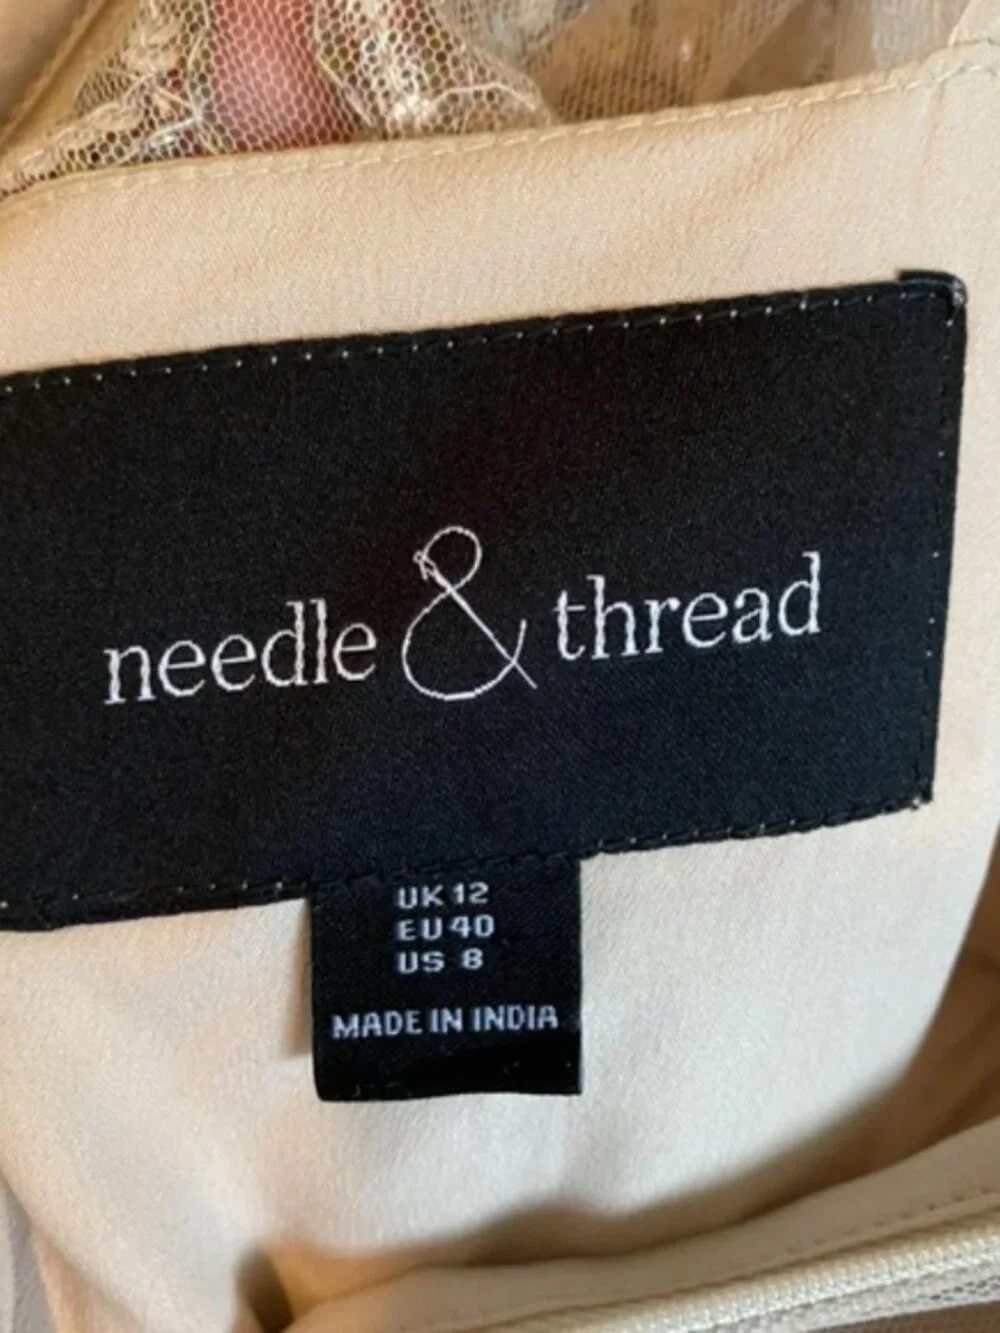 needle & thread
UK 12
EU 40
US 8
MADE IN INDIA